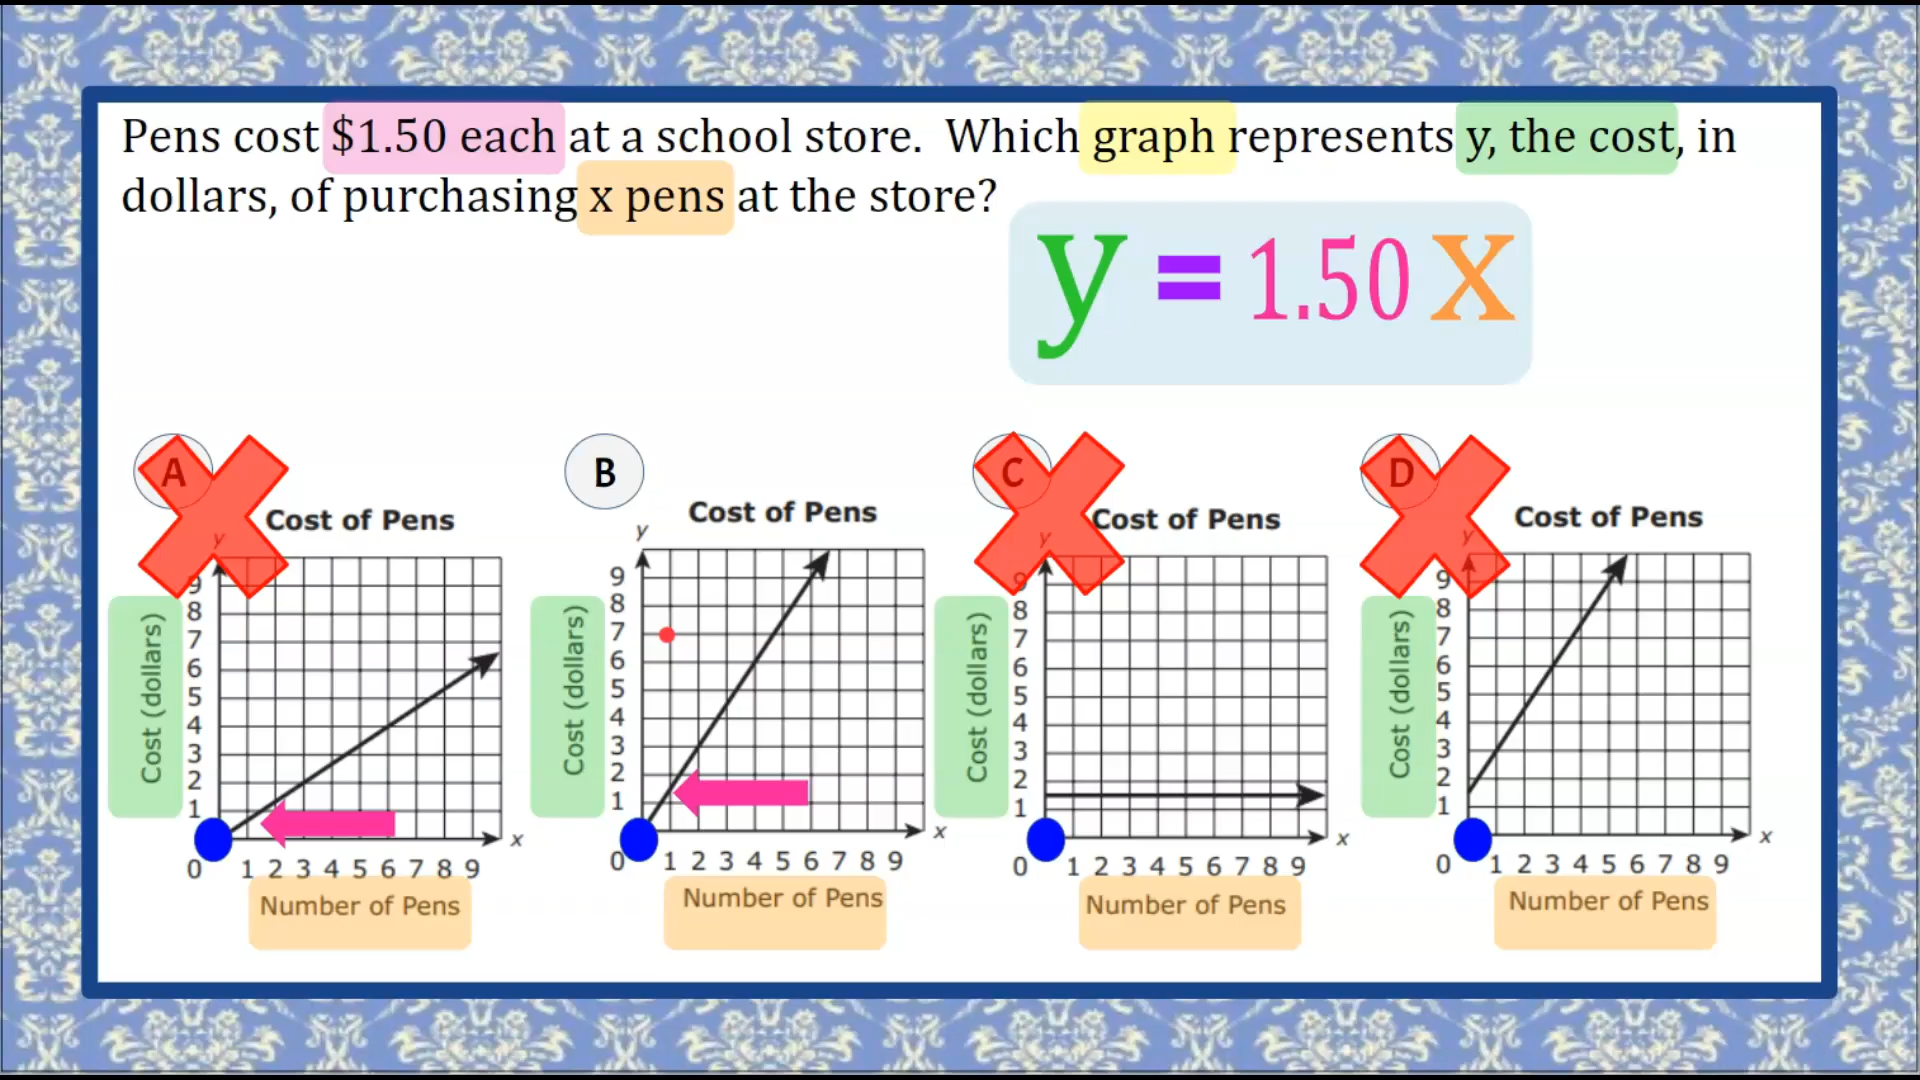 Pens cost $1.50 each at a school store. Which graph represents y, the cost, in
dollars, of purchasing x pens at the store?
y = 1.50 x
A
Cost of Pens
y
9
8
7
6
5
4
3
2
1
0
Cost (dollars)
x
1 2 3 4 5 6 7 8 9
Number of Pens
B
Cost of Pens
y
9
8
7
6
5
4
3
2
1
0
Cost (dollars)
x
1 2 3 4 5 6 7 8 9
Number of Pens
C
Cost of Pens
y
9
8
7
6
5
4
3
2
1
0
Cost (dollars)
x
1 2 3 4 5 6 7 8 9
Number of Pens
D
Cost of Pens
y
9
8
7
6
5
4
3
2
1
0
Cost (dollars)
x
1 2 3 4 5 6 7 8 9
Number of Pens